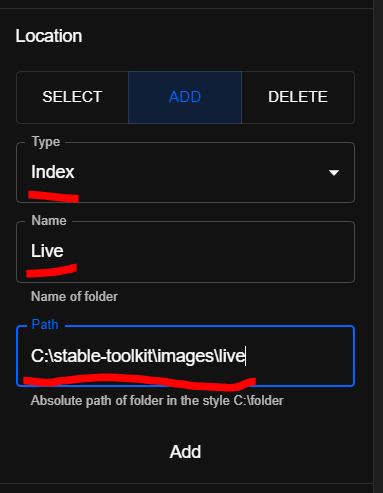 Location
SELECT ADD DELETE
Type
Index
Name
Live
Name of folder
Path
C:\stable-toolkit\images\live
Absolute path of folder in the style C:\folder
Add